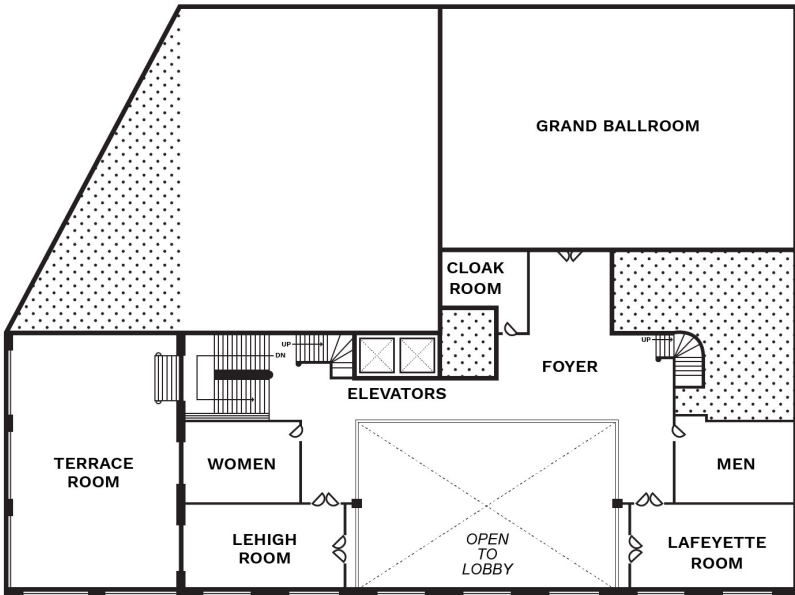 GRAND BALLROOM
CLOAK
ROOM
UP
DN
UP
FOYER
ELEVATORS
TERRACE
ROOM
WOMEN
MEN
LEHIGH
ROOM
OPEN
TO
LOBBY
LAFEYETTE
ROOM